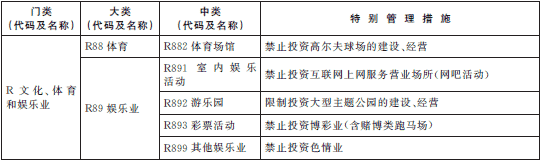 门类
（代码及名称）
大类
（代码及名称）
中类
（代码及名称）
特别管理措施
R 文化、体育
和娱乐业
R88 体育
R882 体育场馆
禁止投资高尔夫球场的建设、经营
R89 娱乐业
R891 室内娱乐
活动
禁止投资互联网上网服务营业场所（网吧活动）
R892 游乐园
限制投资大型主题公园的建设、经营
R893 彩票活动
禁止投资博彩业（含赌博类跑马场）
R899 其他娱乐业
禁止投资色情业